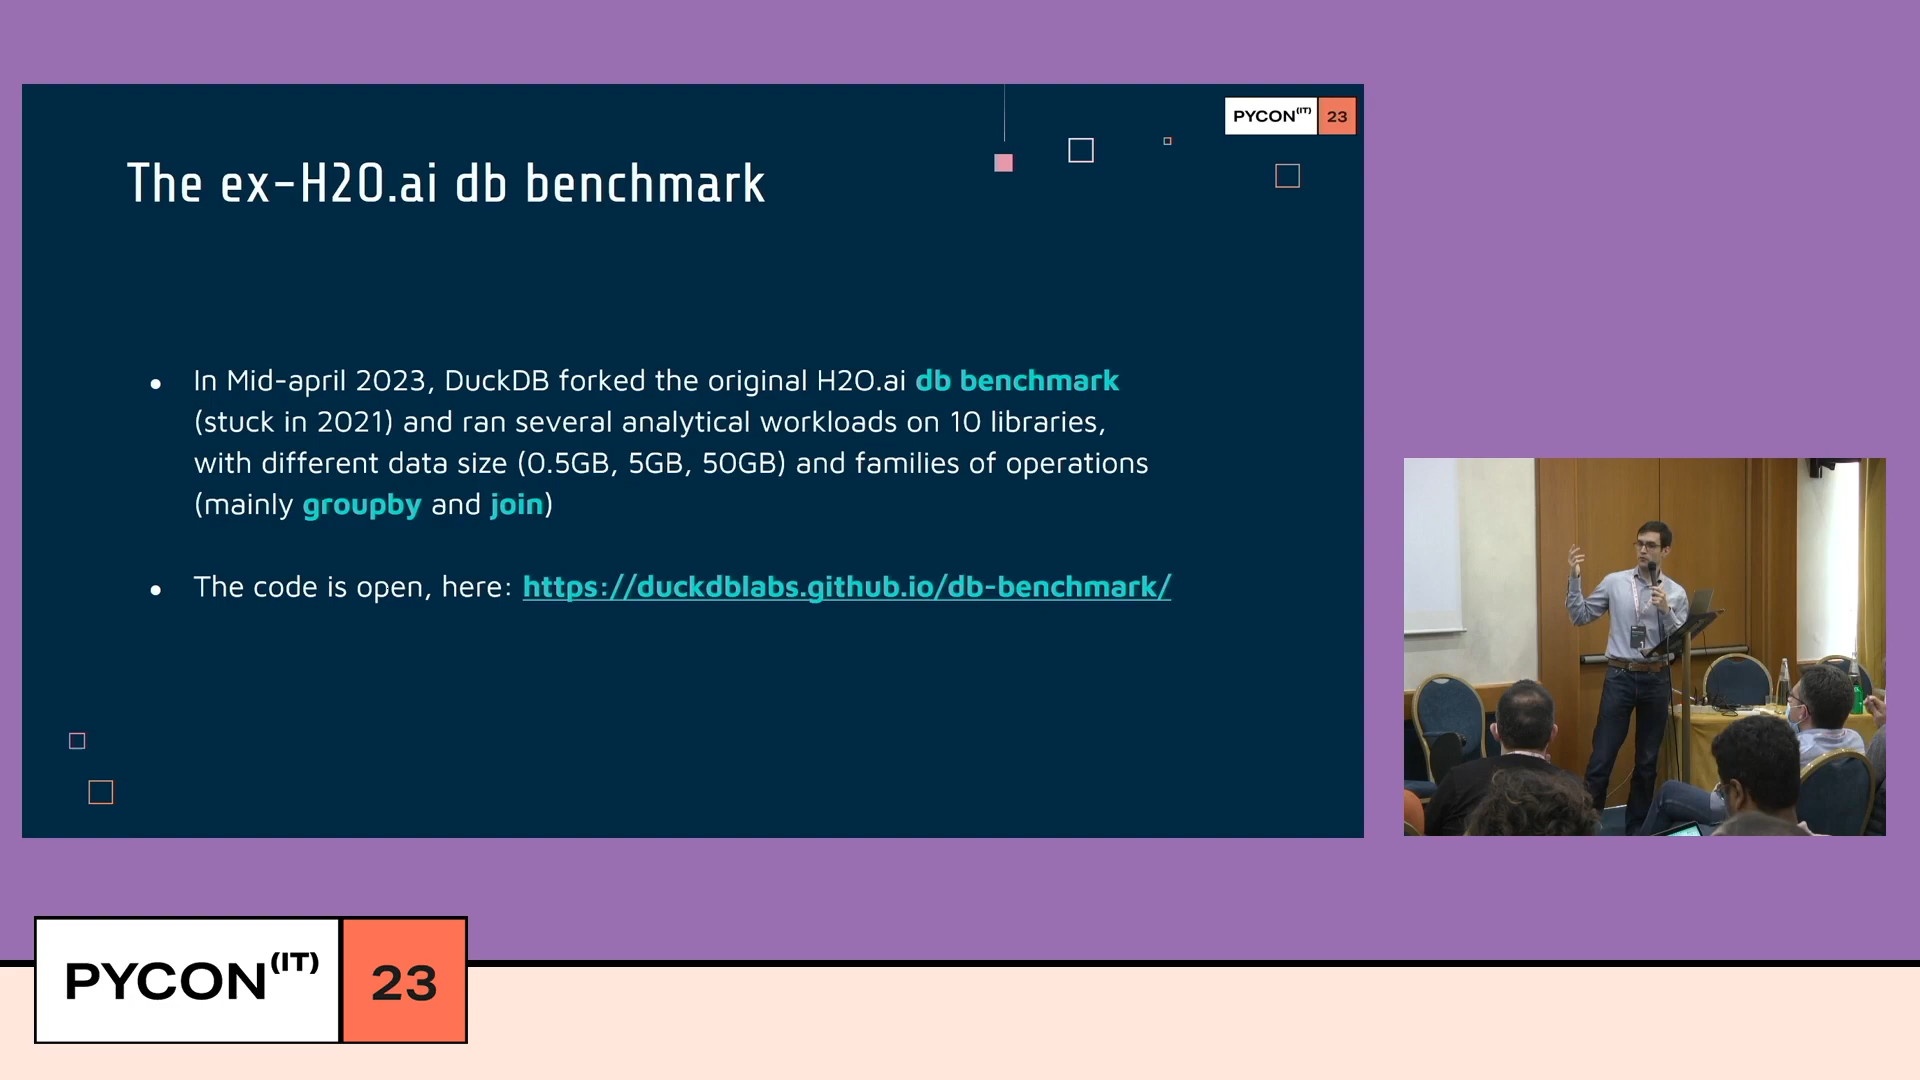 PYCON(IT) 23
The ex-H2O.ai db benchmark
● In Mid-april 2023, DuckDB forked the original H2O.ai db benchmark
(stuck in 2021) and ran several analytical workloads on 10 libraries,
with different data size (0.5GB, 5GB, 50GB) and families of operations
(mainly groupby and join)
● The code is open, here: https://duckdblabs.github.io/db-benchmark/
PYCON(IT) 23